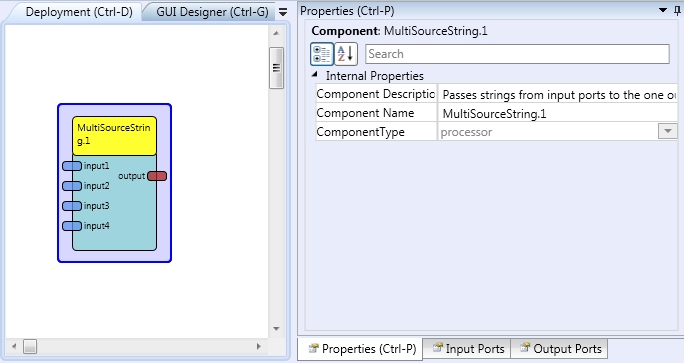 Deployment (Ctrl-D)
GUI Designer (Ctrl-G)
MultiSourceStrin
g.1
input1
input2
input3
input4
output
Properties (Ctrl-P)
Component: MultiSourceString.1
A
Z
Search
Internal Properties
Component Descriptio
Passes strings from input ports to the one ou
Component Name
MultiSourceString.1
ComponentType
processor
Properties (Ctrl-P)
Input Ports
Output Ports